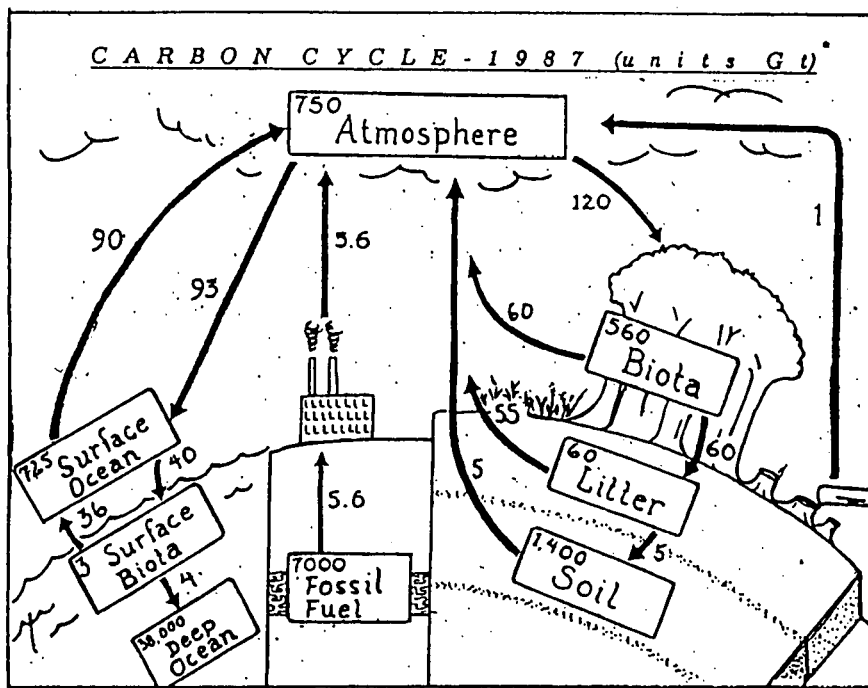 CARBON CYCLE-1987 (units Gt)*
750
Atmosphere
90
93
5.6
120
1
60
560
Biota
725
Surface
Ocean
40
55
60
60
Litter
36
3
Surface
Biota
5.6
5
5
4
7000
Fossil
Fuel
1,400
Soil
38,000
Deep
Ocean